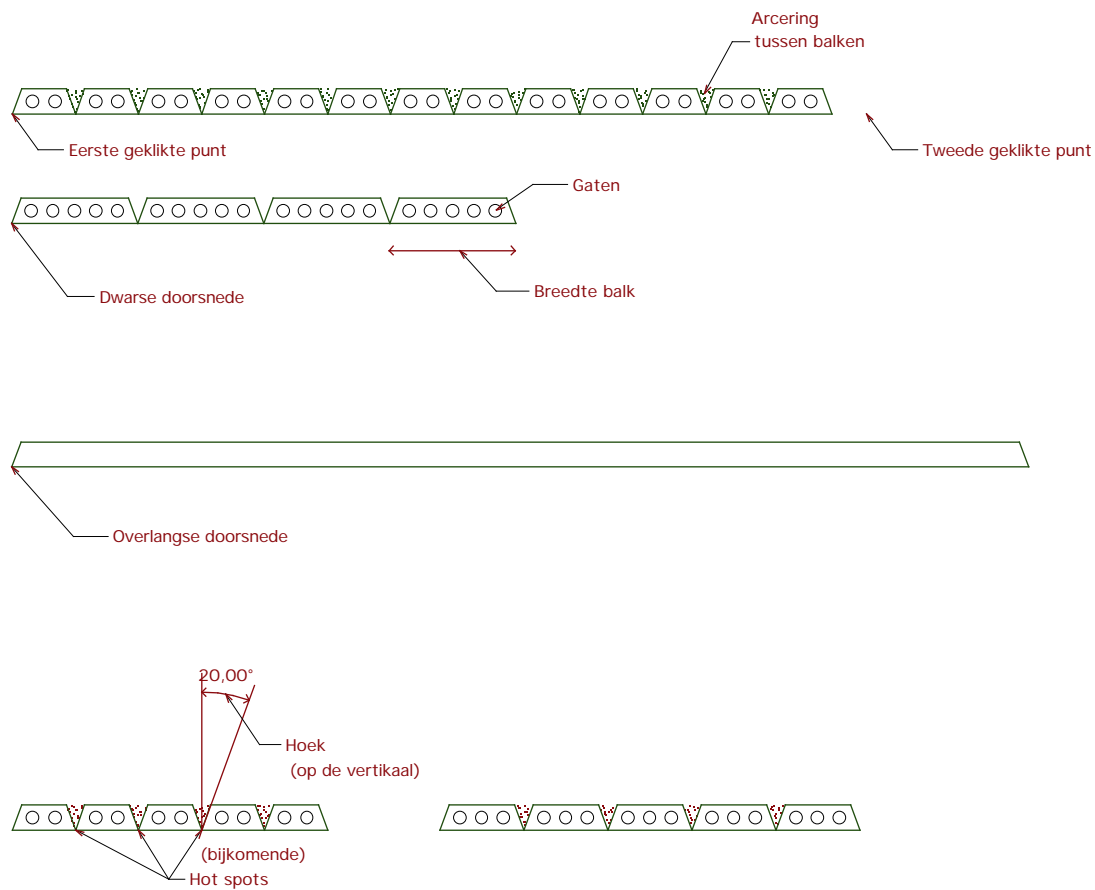 Arcering
tussen balken
Eerste geklikte punt
Tweede geklikte punt
Gaten
Dwarse doorsnede
Breedte balk
Overlangse doorsnede
20,00°
Hoek
(op de vertikaal)
(bijkomende)
Hot spots